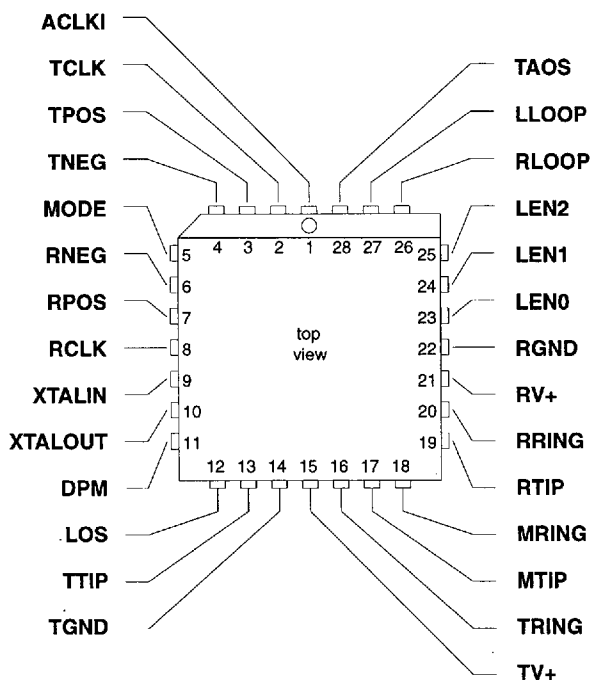 ACLKI
TCLK
TPOS
TNEG
MODE
RNEG
RPOS
RCLK
XTALIN
XTALOUT
DPM
LOS
TTIP
TGND
TAOS
LLOOP
RLOOP
LEN2
LEN1
LEN0
RGND
RV+
RRING
RTIP
MRING
MTIP
TRING
TV+
4 3 2 1 28 27 26
5
6
7
8
9
10
11
25
24
23
22
21
20
19
top
view
12 13 14 15 16 17 18